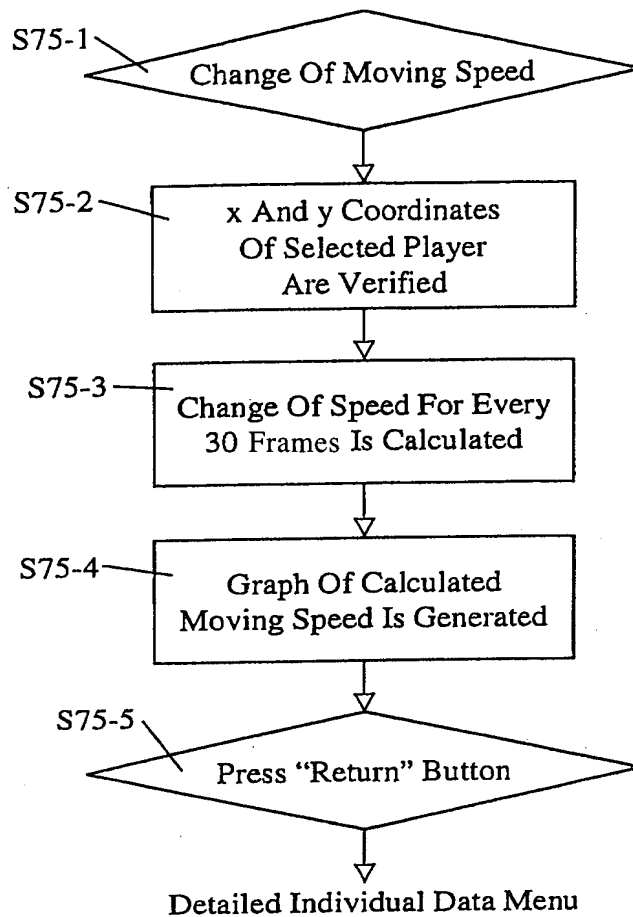 S75-1
Change Of Moving Speed
S75-2
x And y Coordinates
Of Selected Player
Are Verified
S75-3
Change Of Speed For Every
30 Frames Is Calculated
S75-4
Graph Of Calculated
Moving Speed Is Generated
S75-5
Press “Return” Button
Detailed Individual Data Menu